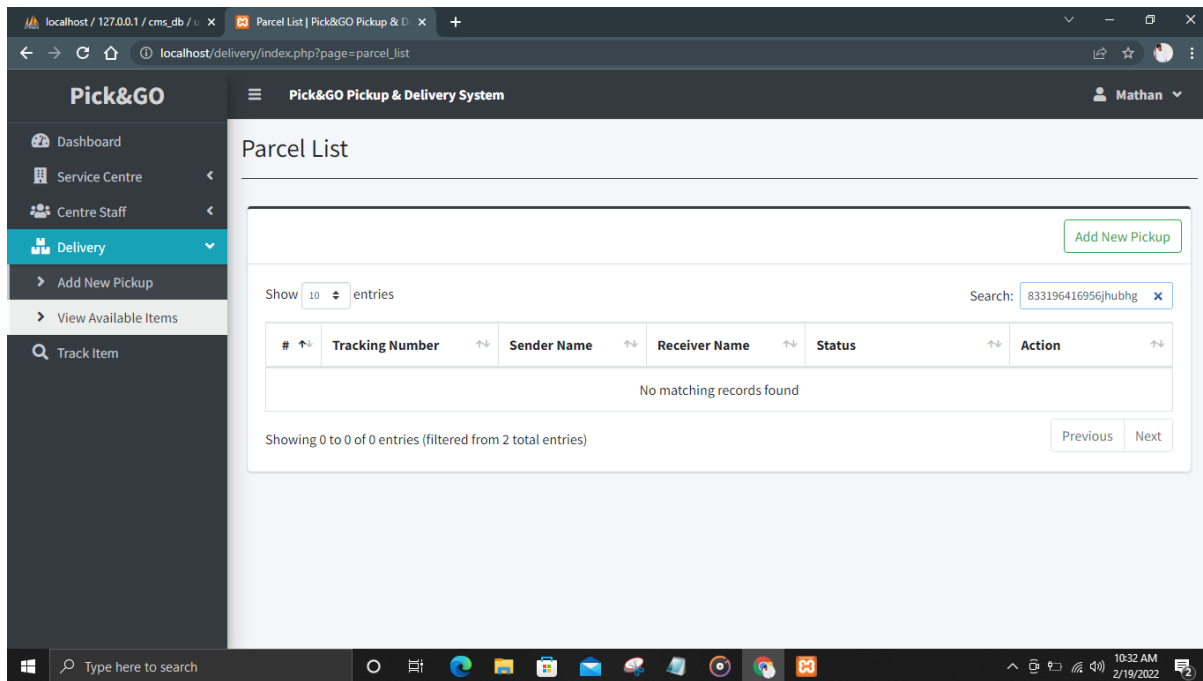 localhost / 127.0.0.1 / cms_db / u
Parcel List | Pick&GO Pickup & D
localhost/delivery/index.php?page=parcel_list
Pick&GO
Pick&GO Pickup & Delivery System
Mathan
Dashboard
Service Centre
Centre Staff
Delivery
Add New Pickup
View Available Items
Track Item
Parcel List
Add New Pickup
Show 10 entries
Search: 833196416956jhubhg
# Tracking Number Sender Name Receiver Name Status Action
No matching records found
Showing 0 to 0 of 0 entries (filtered from 2 total entries)
Previous Next
Type here to search
10:32 AM
2/19/2022
2